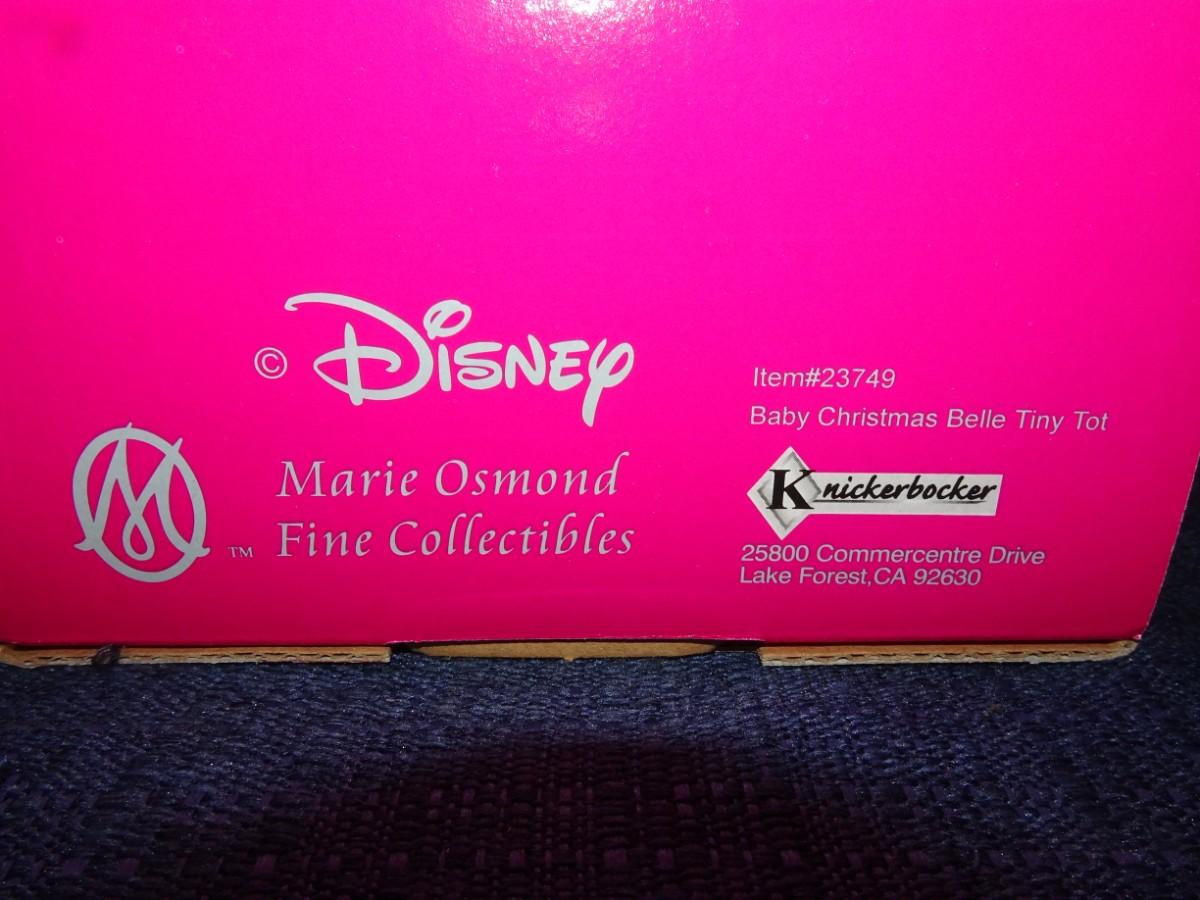 © Disney
M ™ Marie Osmond
Fine Collectibles
Item#23749
Baby Christmas Belle Tiny Tot
Knickerbocker
25800 Commercentre Drive
Lake Forest,CA 92630